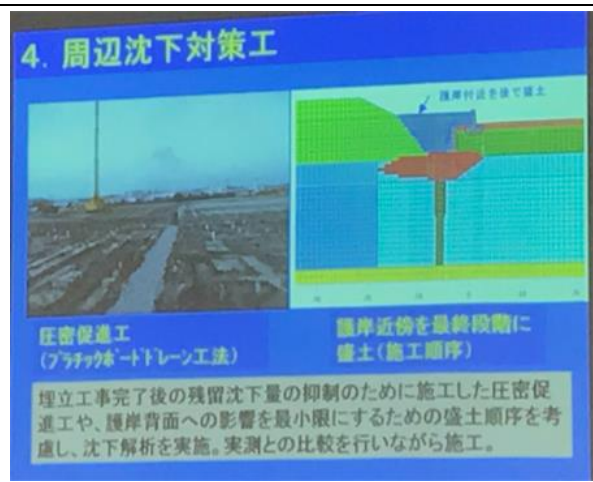 4. 周辺沈下対策工
護岸付近を後で盛土
圧密促進工
(プラチックボードドレーン工法)
護岸近傍を最終段階に
盛土(施工順序)
埋立工事完了後の残留沈下量の抑制のために施工した圧密促
進工や、護岸背面への影響を最小限にするための盛土順序を考
慮し、沈下解析を実施。実測との比較を行いながら施工。